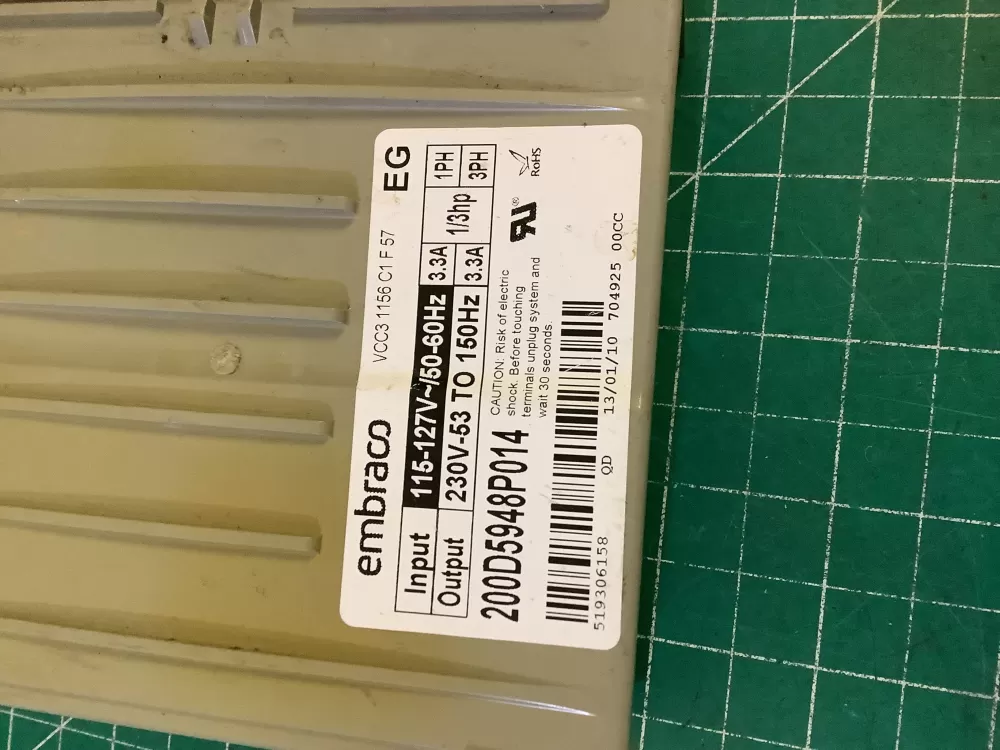 embraco VCC3 1156 C1 F 57 EG
Input 115-127V~/50-60Hz 3.3A 1/3hp 1PH
Output 230V-53 TO 150Hz 3.3A 3PH
200D5948P014
CAUTION: Risk of electric
shock. Before touching
terminals unplug system and
wait 30 seconds.
RU®
RoHS
519306158 QD 13/01/10 704925 00CC